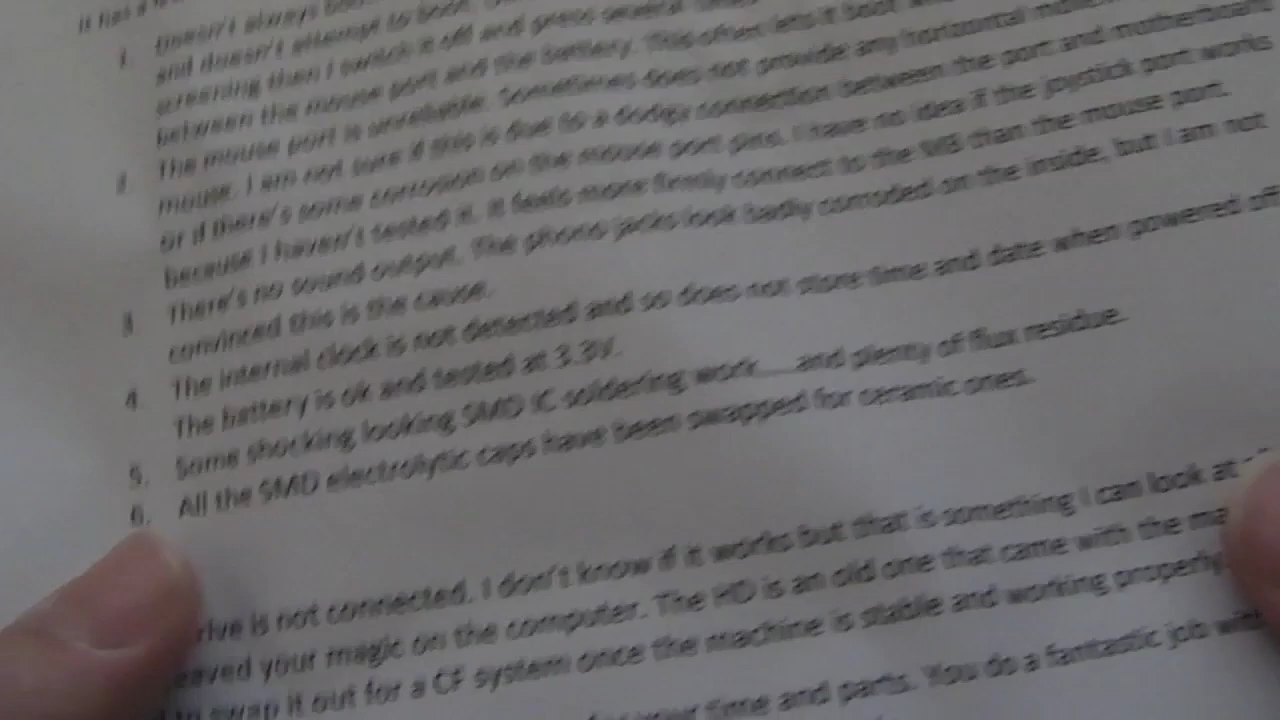 It has a
1. Doesn't always boot
and doesn't attempt to boot.
screening then I switch it off and press several
between the mouse port and the battery. This often lets it boot
2. The mouse port is unreliable. Sometimes does not provide any horizontal
mouse. I am not sure if this is due to a dodgy connection between the port and motherboard
or if there's some corrosion on the mouse port pins. I have no idea if the joystick port works
because I haven't tested it. It feels more firmly connect to the MB than the mouse port.
3. There's no sound output. The phono jacks look badly corroded on the inside, but I am not
convinced this is the cause.
4. The internal clock is not detected and so does not store time and date when powered off
The battery is ok and tested at 3.3V.
5. Some shocking looking SMD IC soldering work.....and plenty of flux residue.
6. All the SMD electrolytic caps have been swapped for ceramic ones.
is not connected. I don't know if it works but that is something I can look at
your magic on the computer. The HD is an old one that came with the
to swap it out for a CF system once the machine is stable and working properly
your time and parts. You do a fantastic job with